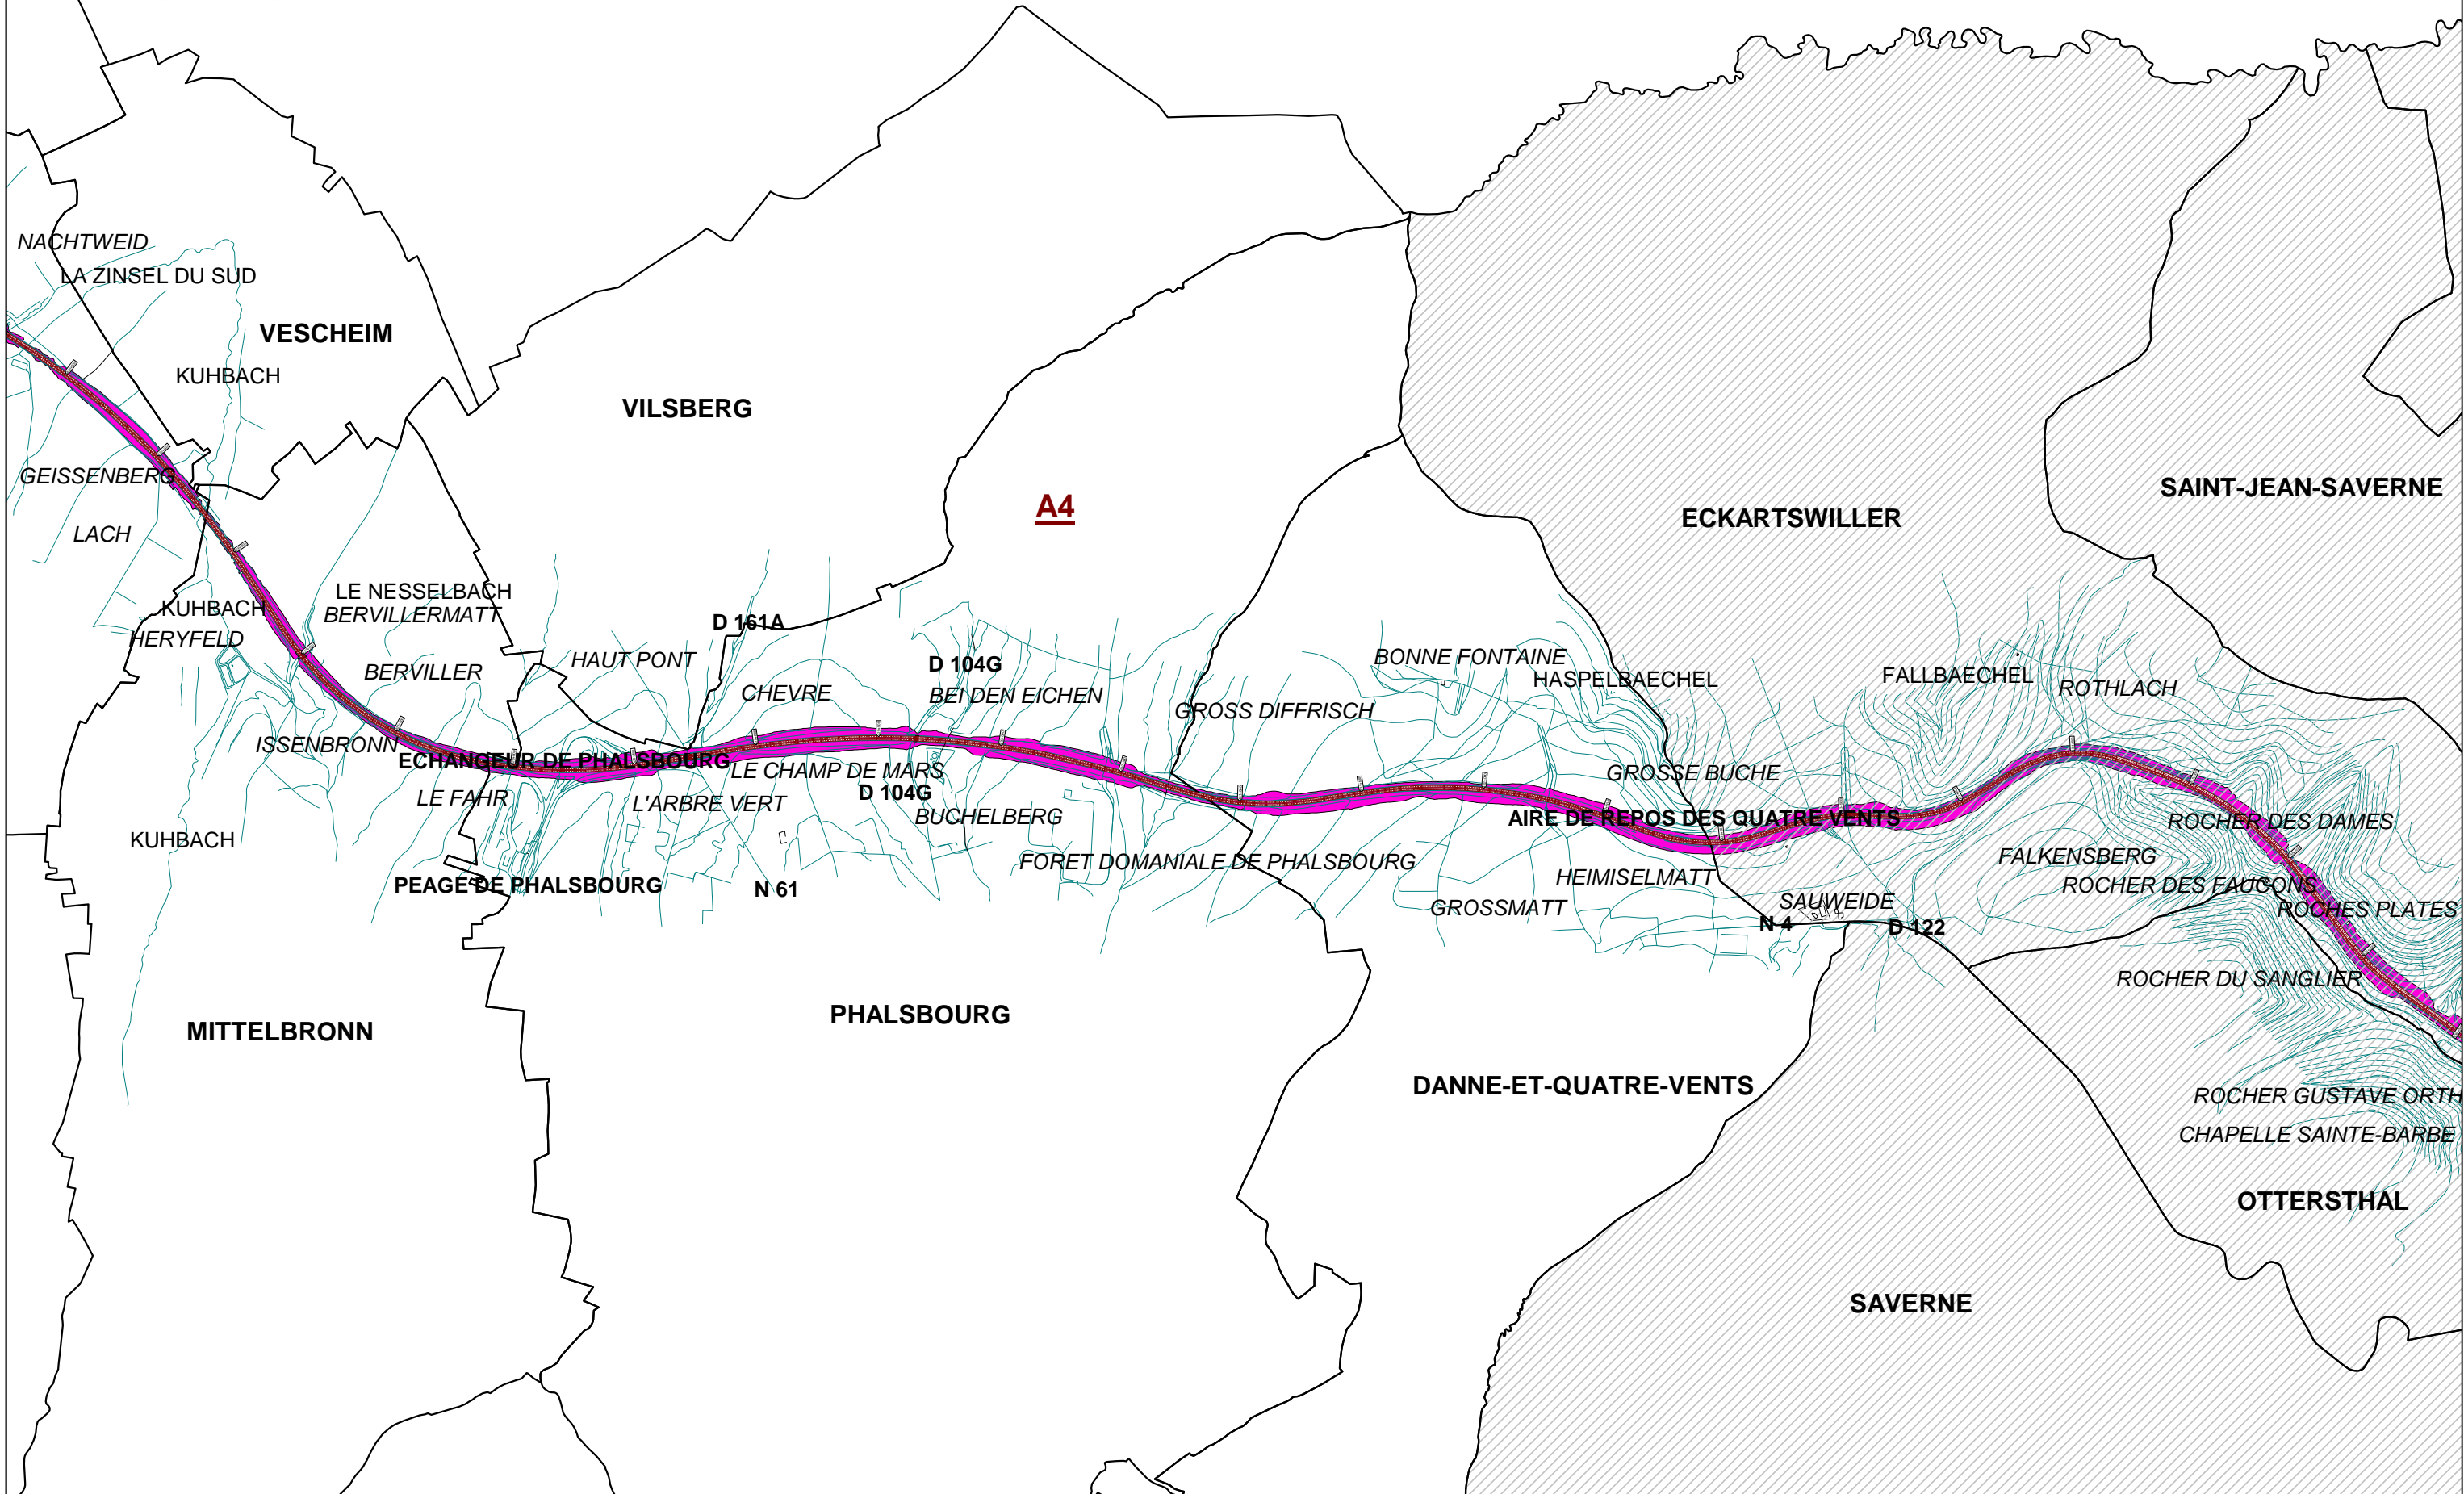 NACHTWEID
LA ZINSEL DU SUD
VESCHEIM
KUHBACH
VILSBERG
GEISSENBERG
LACH
A4
SAINT-JEAN-SAVERNE
ECKARTSWILLER
LE NESSELBACH
KUHBACH
BERVILLERMATT
HERYFELD
D 161A
BERVILLER
HAUT PONT
D 104G
CHEVRE
BEI DEN EICHEN
BONNE FONTAINE
HASPELBAECHEL
FALLBAECHEL
ROTHLACH
GROSS DIFFRISCH
ISSENBRONN
ECHANGEUR DE PHALSBOURG
LE CHAMP DE MARS
GROSSE BUCHE
LE FAHR
L'ARBRE VERT
D 104G
BUCHELBERG
AIRE DE REPOS DES QUATRE VENTS
ROCHER DES DAMES
KUHBACH
FORET DOMANIALE DE PHALSBOURG
FALKENSBERG
PEAGE DE PHALSBOURG
N 61
HEIMISELMATT
ROCHER DES FAUCONS
GROSSMATT
SAUWEIDE
ROCHES PLATES
N 4
D 122
ROCHER DU SANGLIER
MITTELBRONN
PHALSBOURG
DANNE-ET-QUATRE-VENTS
ROCHER GUSTAVE ORTH
CHAPELLE SAINTE-BARBE
OTTERSTHAL
SAVERNE